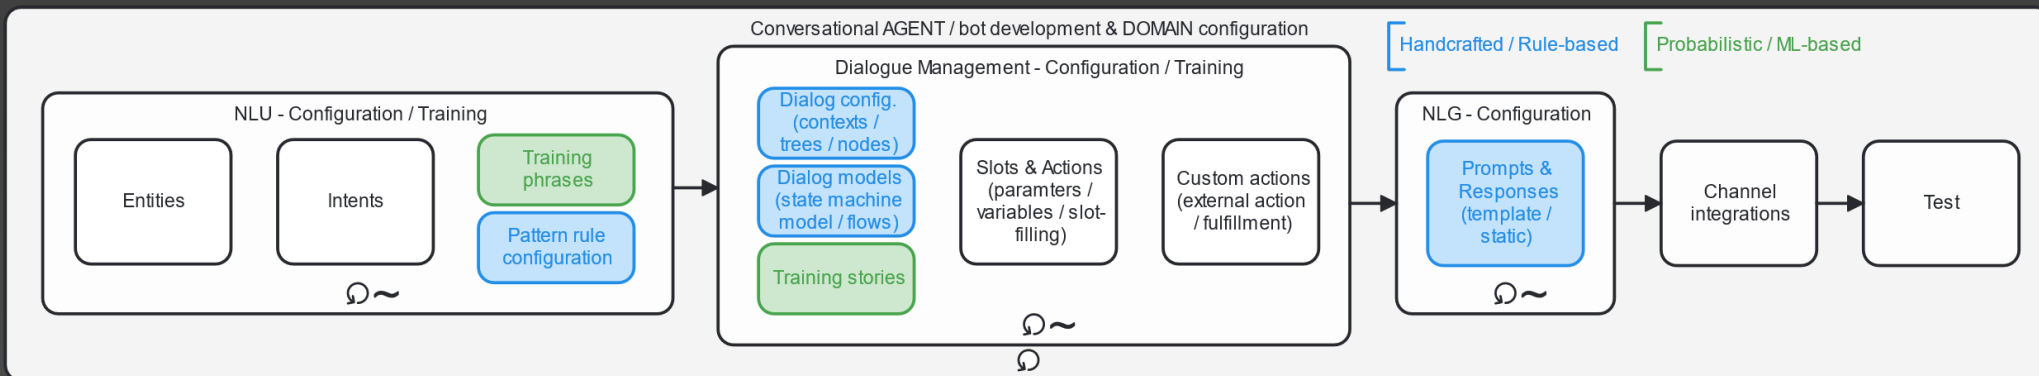 Conversational AGENT / bot development & DOMAIN configuration
Handcrafted / Rule-based
Probabilistic / ML-based
NLU - Configuration / Training
Entities
Intents
Training
phrases
Pattern rule
configuration
Dialogue Management - Configuration / Training
Dialog config.
(contexts /
trees / nodes)
Dialog models
(state machine
model / flows)
Training stories
Slots & Actions
(paramters /
variables / slot-
filling)
Custom actions
(external action
/ fulfillment)
NLG - Configuration
Prompts &
Responses
(template /
static)
Channel
integrations
Test